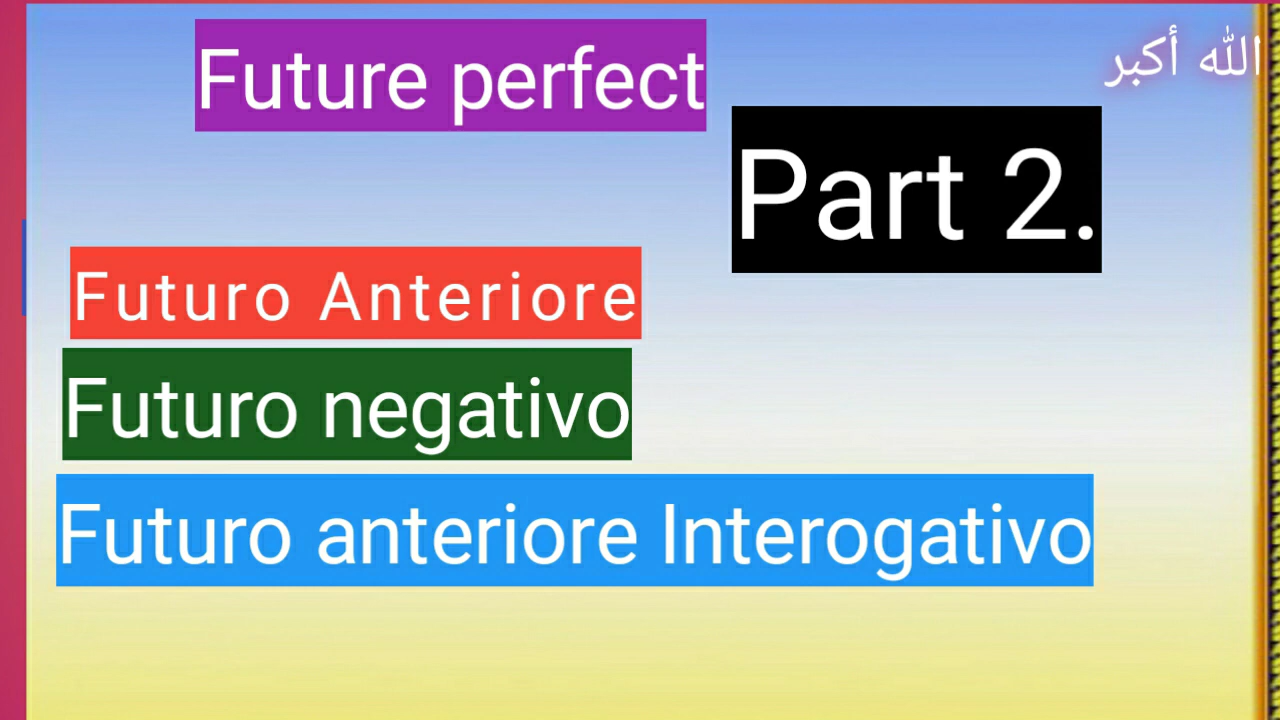 Future perfect
الله أكبر
Part 2.
Futuro Anteriore
Futuro negativo
Futuro anteriore Interogativo